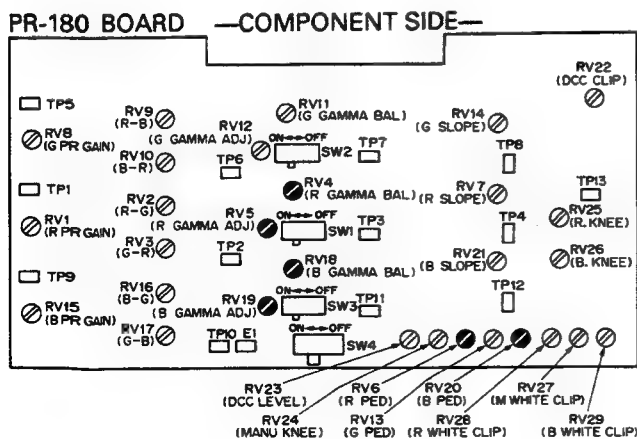 PR-180 BOARD —COMPONENT SIDE—
RV22
(DCC CLIP)
TP5
RV9
(R-B)
RV11
(G GAMMA BAL)
RV14
(G SLOPE)
RV8
(G PR GAIN)
RV12
(G GAMMA ADJ)
ON↔OFF
SW2
TP7
TP8
RV10
(B-R)
TP6
TP1
RV4
(R GAMMA BAL)
RV7
(R SLOPE)
TP13
RV2
(R-G)
RV5
(R GAMMA ADJ)
ON↔OFF
SW1
TP3
TP4
RV25
(R. KNEE)
RV1
(R PR GAIN)
RV3
(G-R)
TP2
RV18
(B GAMMA BAL)
RV21
(B SLOPE)
RV26
(B. KNEE)
TP9
RV16
(B-G)
RV19
(B GAMMA ADJ)
ON↔OFF
SW3
TP11
TP12
RV15
(B PR GAIN)
RV17
(G-B)
TP10 E1
ON↔OFF
SW4
RV23
(DCC LEVEL)
RV6
(R PED)
RV20
(B PED)
RV27
(M WHITE CLIP)
RV24
(MANU KNEE)
RV13
(G PED)
RV28
(R WHITE CLIP)
RV29
(B WHITE CLIP)